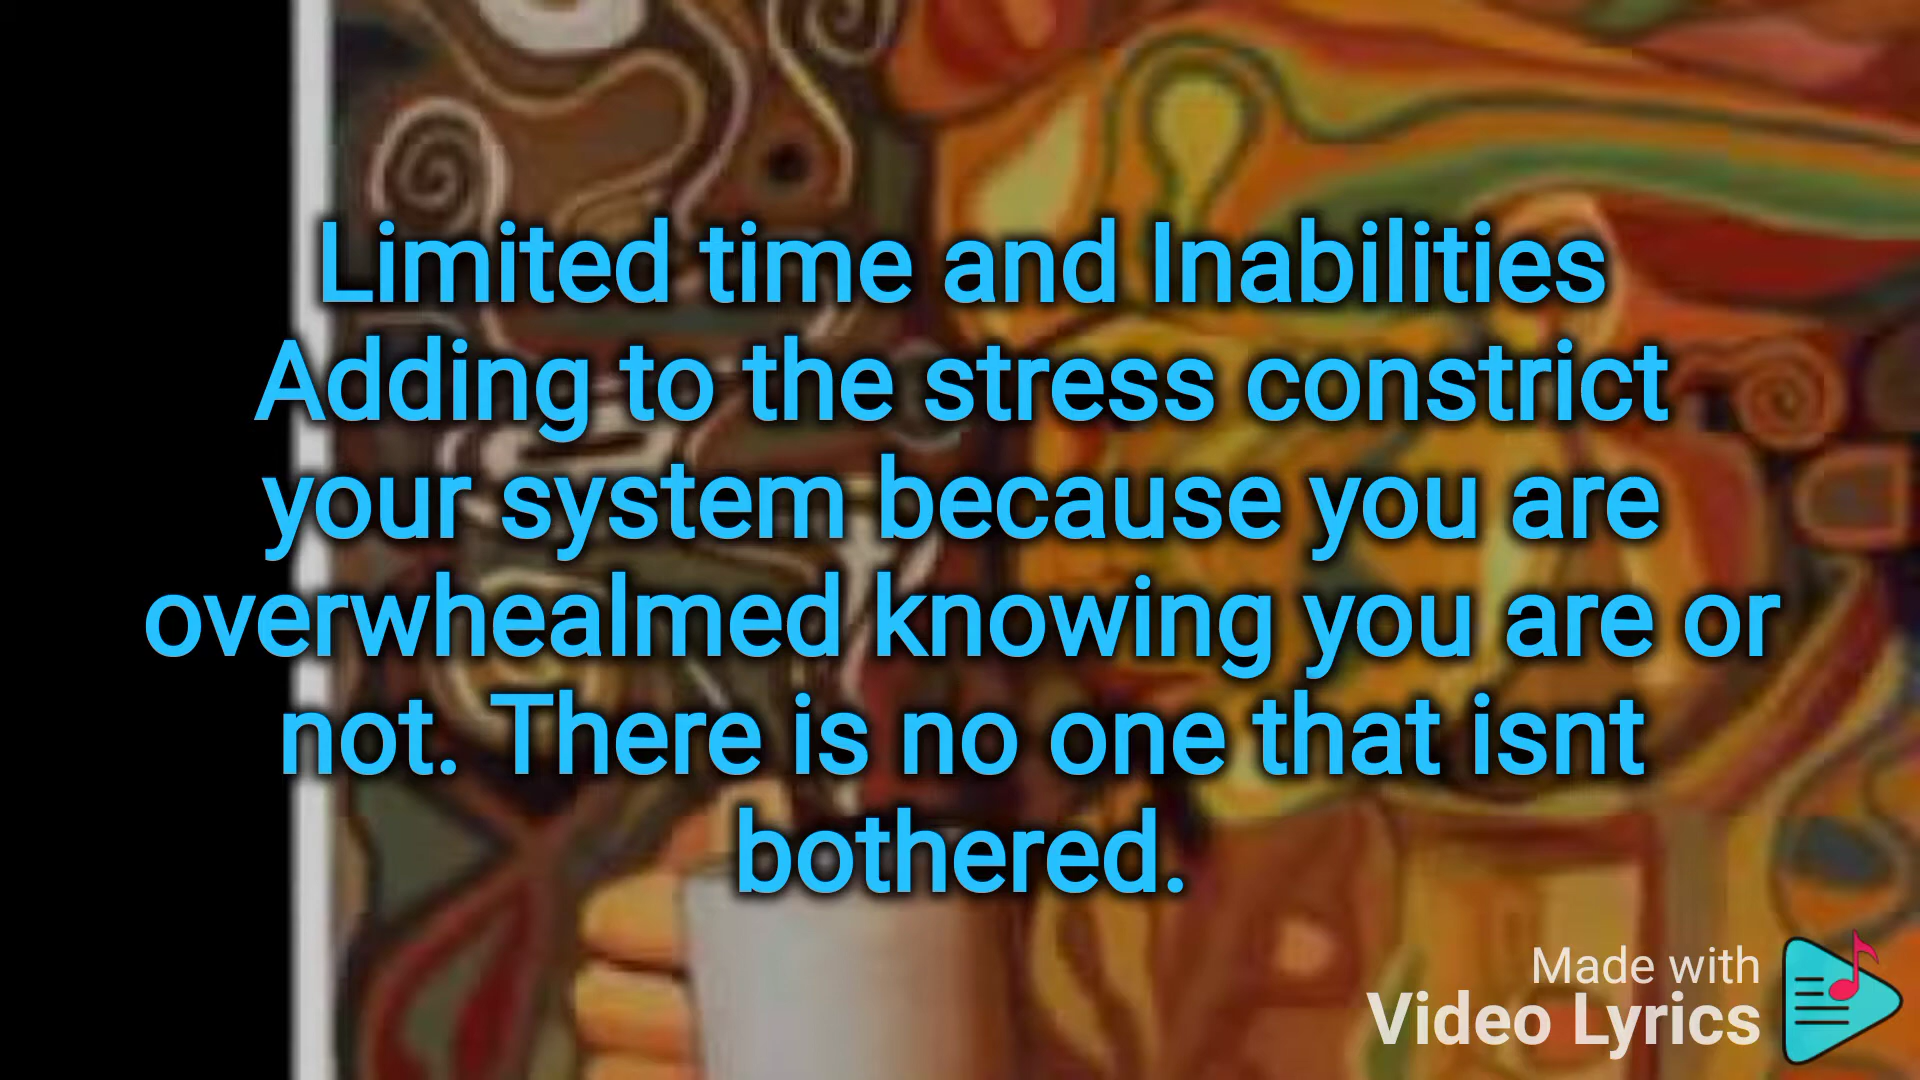 Limited time and Inabilities
Adding to the stress constrict
your system because you are
overwhealmed knowing you are or
not. There is no one that isnt
bothered.
Made with
Video Lyrics